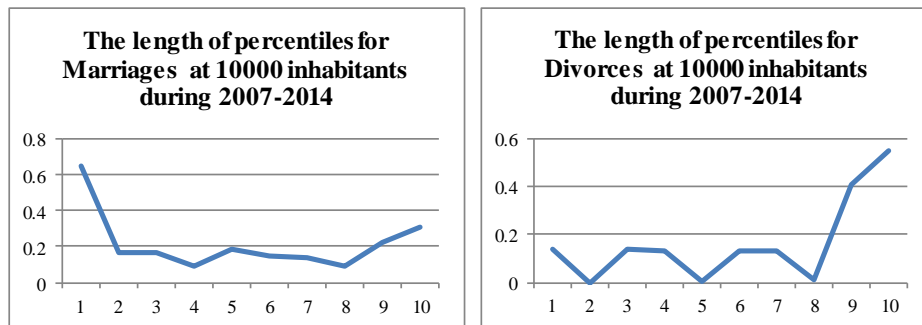 The length of percentiles for
Marriages at 10000 inhabitants
during 2007-2014
0.8
0.6
0.4
0.2
0
1 2 3 4 5 6 7 8 9 10
The length of percentiles for
Divorces at 10000 inhabitants
during 2007-2014
0.6
0.4
0.2
0
1 2 3 4 5 6 7 8 9 10